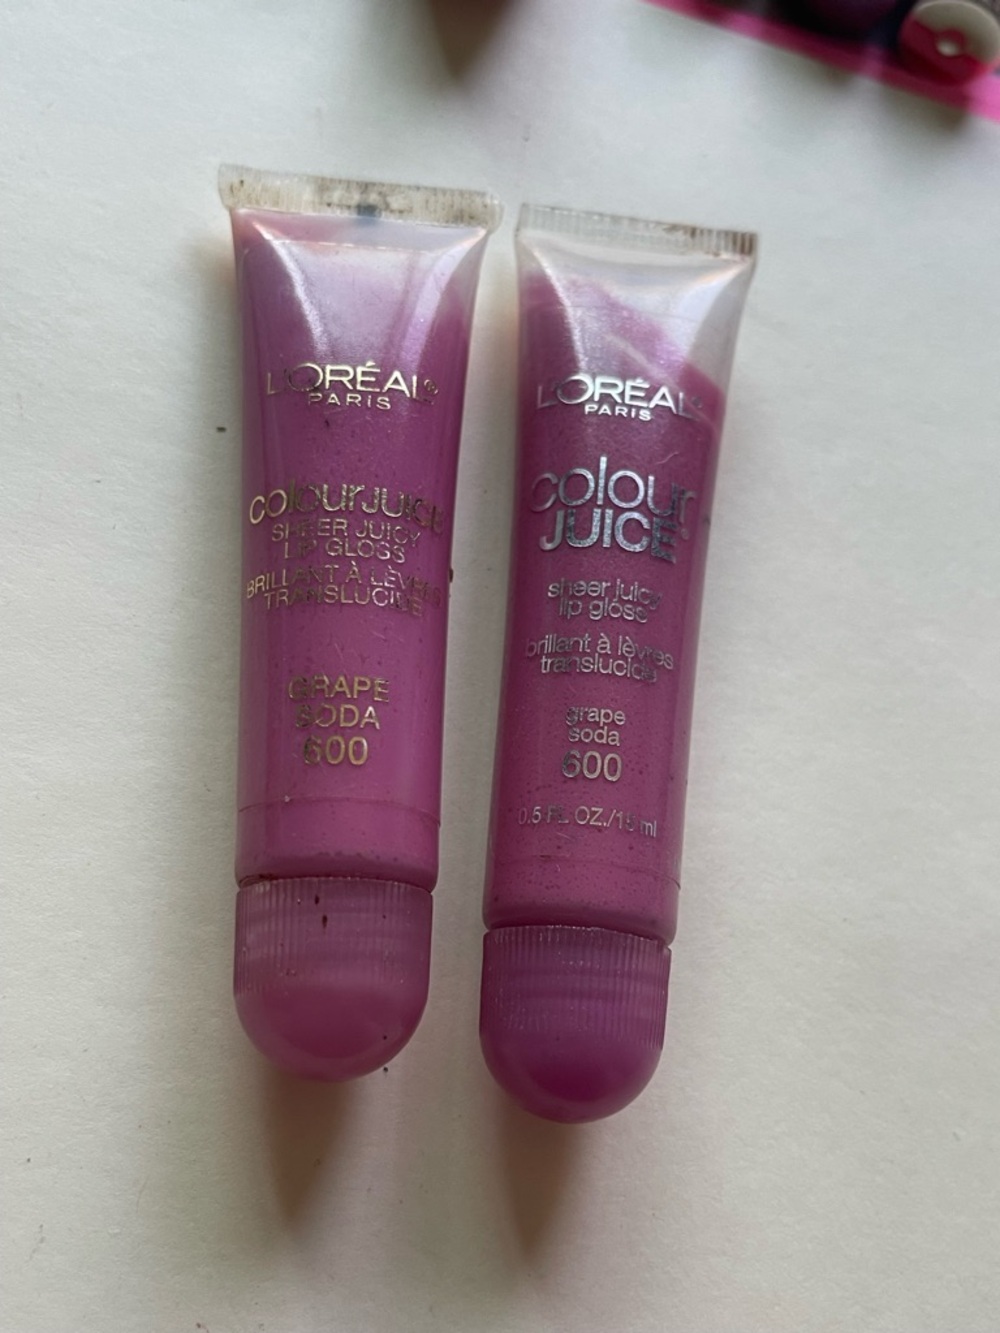 L'ORÉAL®
PARIS
colourJUICE
SHEER JUICY
LIP GLOSS
BRILLANT À LÈVRES
TRANSLUCIDE
GRAPE
SODA
600
L'ORÉAL®
PARIS
colour
JUICE
sheer juicy
lip gloss
brillant à lèvres
translucide
grape
soda
600
0.5 FL OZ./15 ml